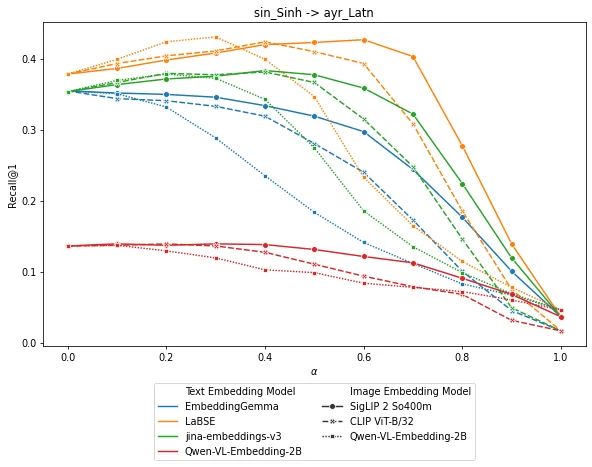 sin_Sinh -> ayr_Latn
Recall@1
0.4
0.3
0.2
0.1
0.0
0.0 0.2 0.4 0.6 0.8 1.0
α
Text Embedding Model
EmbeddingGemma
LaBSE
jina-embeddings-v3
Qwen-VL-Embedding-2B
Image Embedding Model
SigLIP 2 So400m
CLIP ViT-B/32
Qwen-VL-Embedding-2B